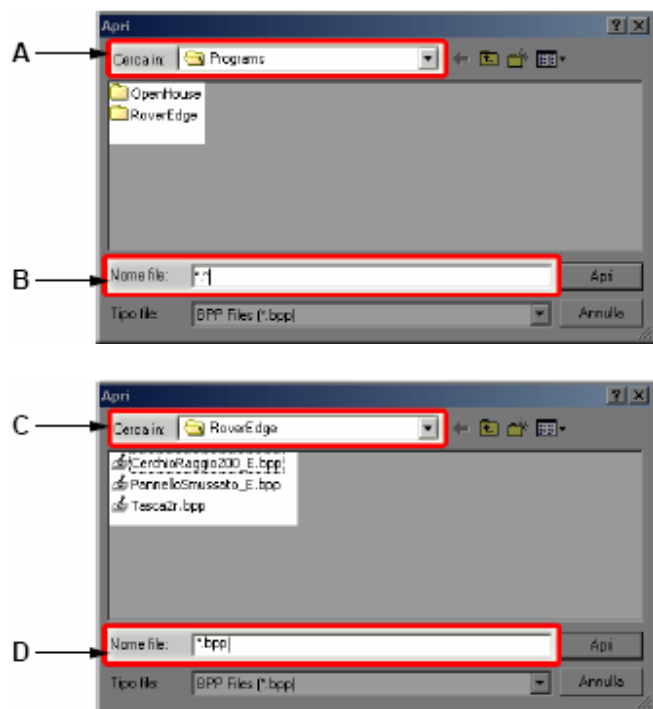 Apri
A
Cerca in: Programs
OpenHouse
RoverEdge
B
Nome file: *.*
Apri
Tipo file: BPP Files (*.bpp)
Annulla
Apri
C
Cerca in: RoverEdge
CerchioRaggio200_E.bpp
PannelloSmussato_E.bpp
Tasca2r.bpp
D
Nome file: *.bpp
Apri
Tipo file: BPP Files (*.bpp)
Annulla